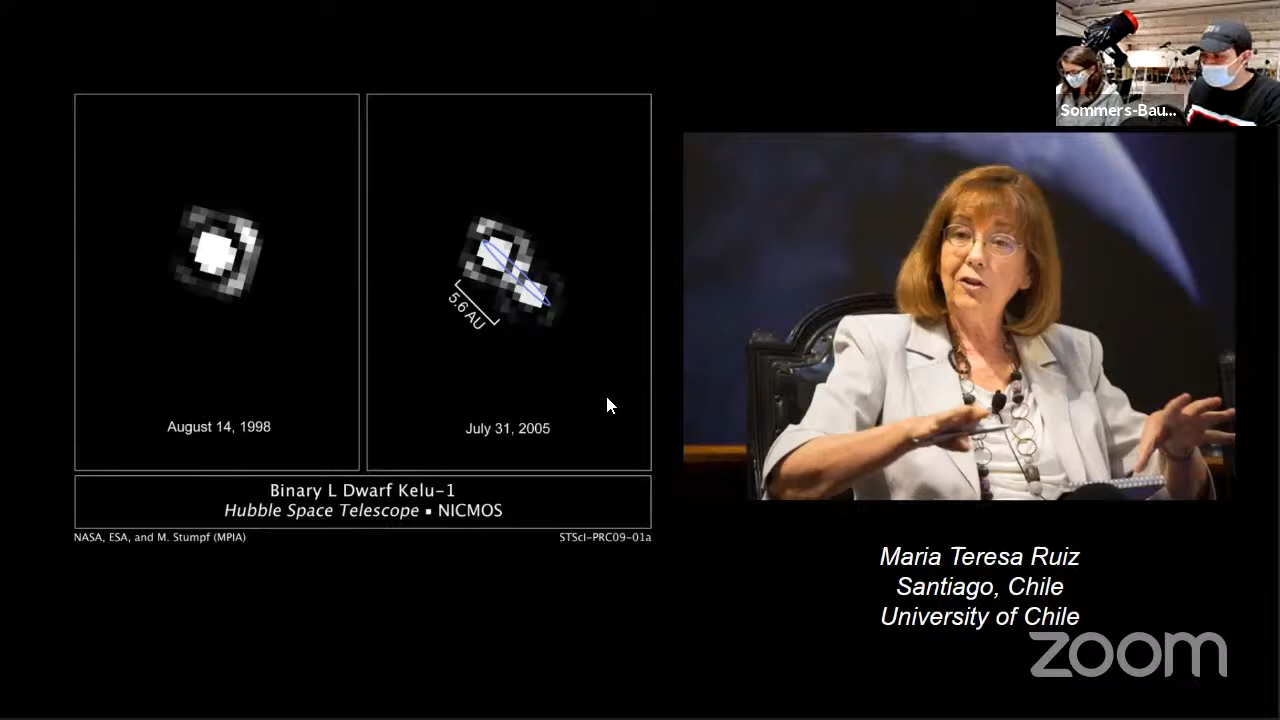 Sommers-Bau...
5.6 AU
August 14, 1998
July 31, 2005
Binary L Dwarf Kelu-1
Hubble Space Telescope ▪ NICMOS
NASA, ESA, and M. Stumpf (MPIA)
STScI-PRC09-01a
Maria Teresa Ruiz
Santiago, Chile
University of Chile
zoom